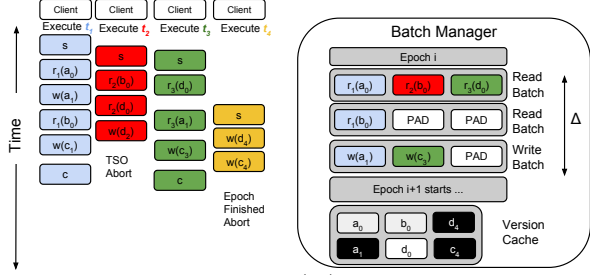 Client Client Client Client
Execute t₁ Execute t₂ Execute t₃ Execute t₄
Time
s
r₁(a₀)
w(a₁)
r₁(b₀)
w(c₁)
c
s
r₂(b₀)
r₂(d₀)
w(d₂)
TSO
Abort
s
r₃(d₀)
r₃(a₁)
w(c₃)
c
s
w(d₄)
w(c₄)
Epoch
Finished
Abort
Batch Manager
Epoch i
r₁(a₀) r₂(b₀) r₃(d₀) Read
Batch
r₁(b₀) PAD PAD Read
Batch
w(a₁) w(c₃) PAD Write
Batch
Δ
Epoch i+1 starts ...
a₀ b₀ d₄ Version
Cache
a₁ d₀ c₄